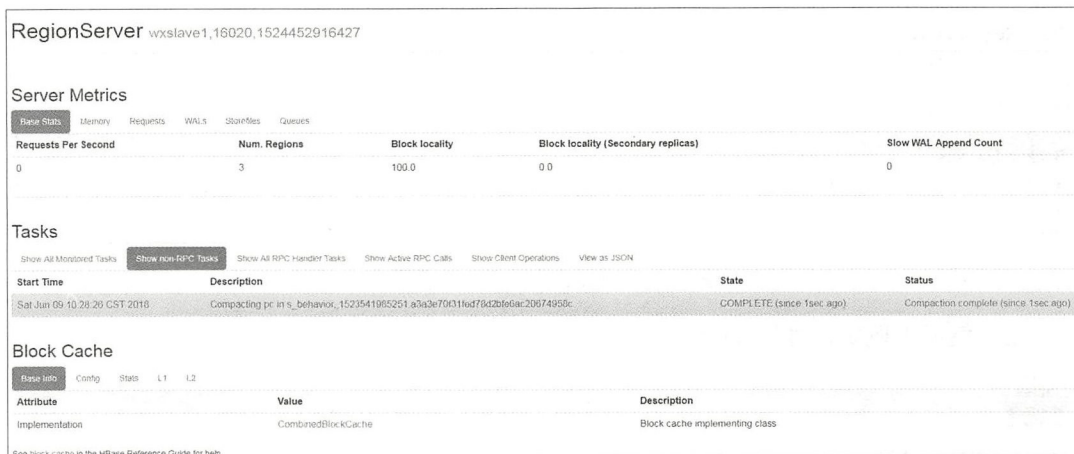 RegionServer wxslave1,16020,1524452916427
Server Metrics
Base Stats Memory Requests WALs Storefiles Queues
Requests Per Second Num. Regions Block locality Block locality (Secondary replicas) Slow WAL Append Count
0 3 100.0 0.0 0
Tasks
Show All Monitored Tasks Show non-RPC Tasks Show All RPC Handler Tasks Show Active RPC Calls Show Client Operations View as JSON
Start Time Description State Status
Sat Jun 09 10:28:26 CST 2018 Compacting pc in COMPLETE (since 1sec ago) Compaction complete (since 1sec ago)
Block Cache
Base Info Config Stats L1 L2
Attribute Value Description
Implementation CombinedBlockCache Block cache implementing class
See block cache in the HBase Reference Guide for help.